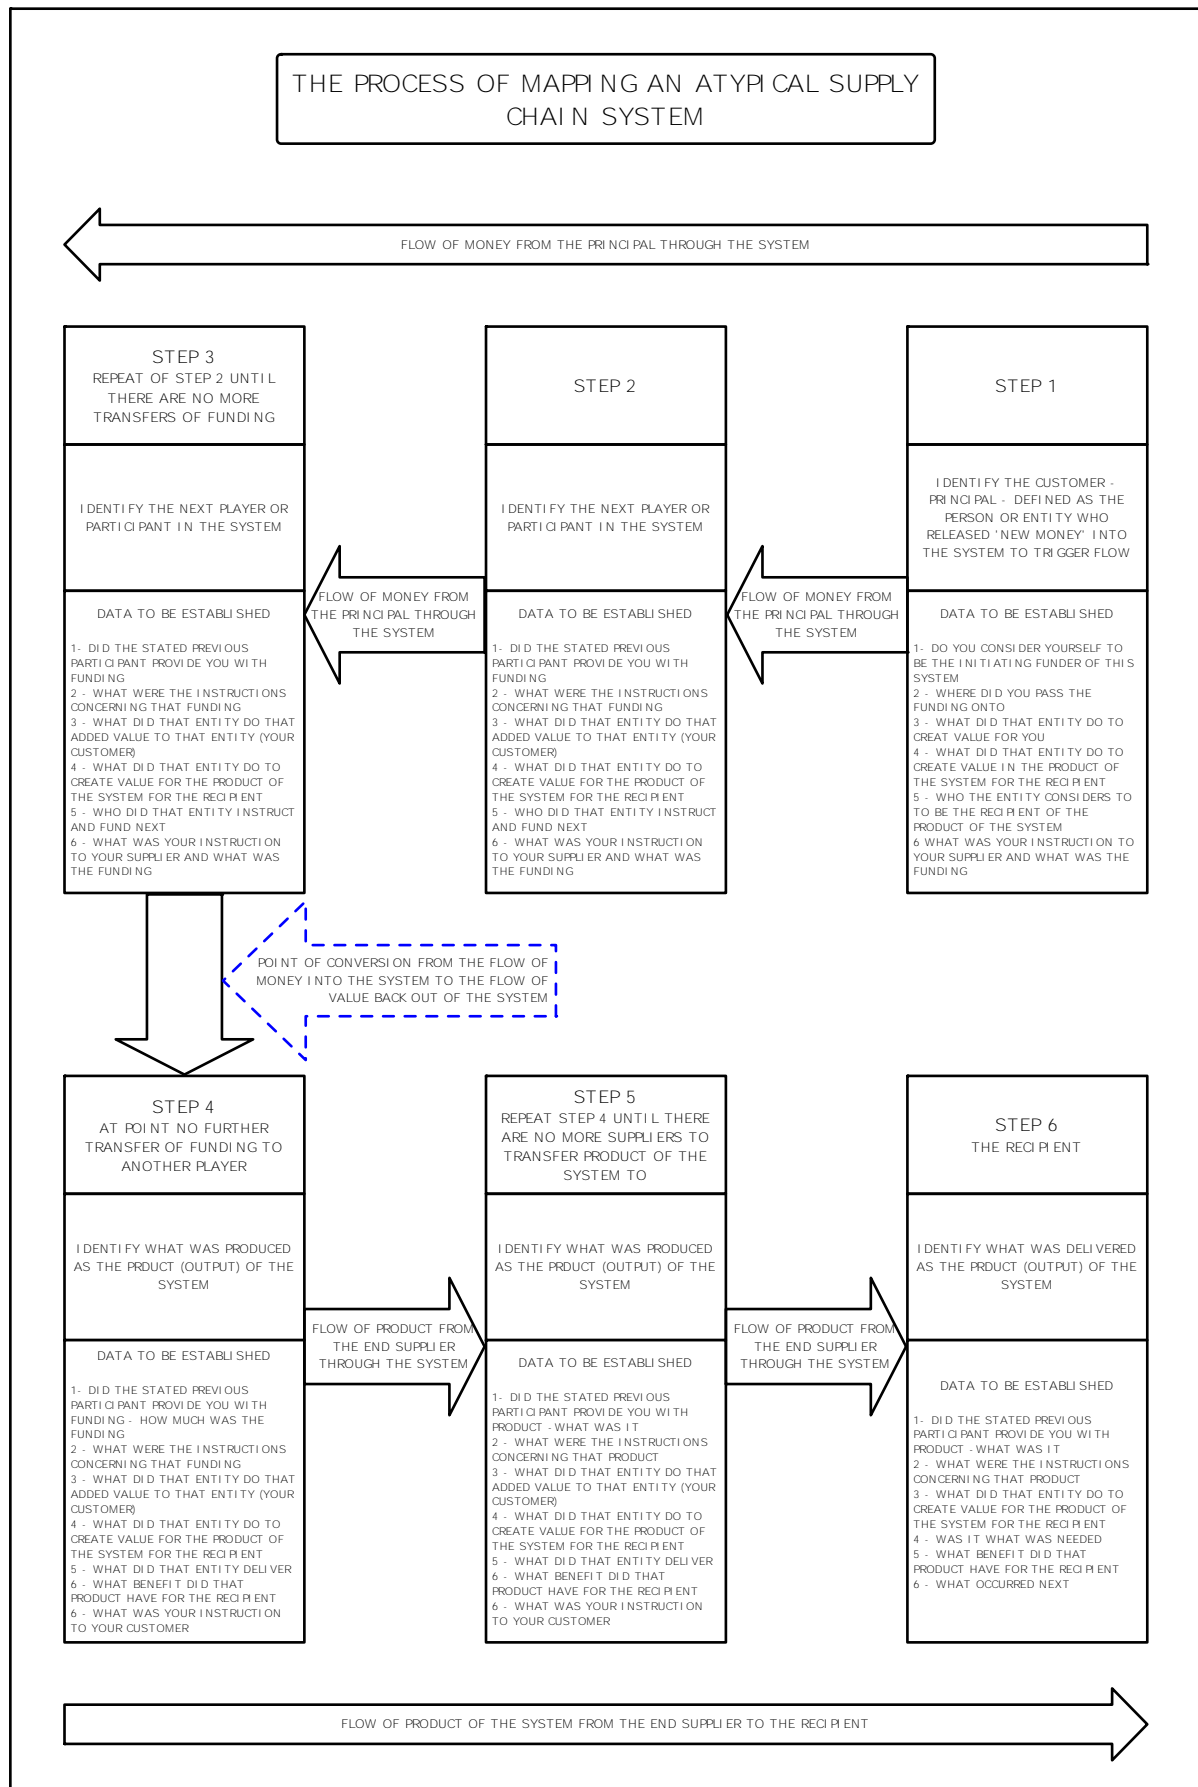 THE PROCESS OF MAPPING AN ATYPICAL SUPPLY
CHAIN SYSTEM
FLOW OF MONEY FROM THE PRINCIPAL THROUGH THE SYSTEM
STEP 3
REPEAT OF STEP 2 UNTIL
THERE ARE NO MORE
TRANSFERS OF FUNDING
IDENTIFY THE NEXT PLAYER OR
PARTICIPANT IN THE SYSTEM
DATA TO BE ESTABLISHED
1- DID THE STATED PREVIOUS
PARTICIPANT PROVIDE YOU WITH
FUNDING
2 - WHAT WERE THE INSTRUCTIONS
CONCERNING THAT FUNDING
3 - WHAT DID THAT ENTITY DO THAT
ADDED VALUE TO THAT ENTITY (YOUR
CUSTOMER)
4 - WHAT DID THAT ENTITY DO TO
CREATE VALUE FOR THE PRODUCT OF
THE SYSTEM FOR THE RECIPIENT
5 - WHO DID THAT ENTITY INSTRUCT
AND FUND NEXT
6 - WHAT WAS YOUR INSTRUCTION
TO YOUR SUPPLIER AND WHAT WAS
THE FUNDING
FLOW OF MONEY FROM
THE PRINCIPAL THROUGH
THE SYSTEM
STEP 2
IDENTIFY THE NEXT PLAYER OR
PARTICIPANT IN THE SYSTEM
DATA TO BE ESTABLISHED
1- DID THE STATED PREVIOUS
PARTICIPANT PROVIDE YOU WITH
FUNDING
2 - WHAT WERE THE INSTRUCTIONS
CONCERNING THAT FUNDING
3 - WHAT DID THAT ENTITY DO THAT
ADDED VALUE TO THAT ENTITY (YOUR
CUSTOMER)
4 - WHAT DID THAT ENTITY DO TO
CREATE VALUE FOR THE PRODUCT OF
THE SYSTEM FOR THE RECIPIENT
5 - WHO DID THAT ENTITY INSTRUCT
AND FUND NEXT
6 - WHAT WAS YOUR INSTRUCTION
TO YOUR SUPPLIER AND WHAT WAS
THE FUNDING
FLOW OF MONEY FROM
THE PRINCIPAL THROUGH
THE SYSTEM
STEP 1
IDENTIFY THE CUSTOMER -
PRINCIPAL - DEFINED AS THE
PERSON OR ENTITY WHO
RELEASED 'NEW MONEY' INTO
THE SYSTEM TO TRIGGER FLOW
DATA TO BE ESTABLISHED
1- DO YOU CONSIDER YOURSELF TO
BE THE INITIATING FUNDER OF THIS
SYSTEM
2 - WHERE DID YOU PASS THE
FUNDING ONTO
3 - WHAT DID THAT ENTITY DO TO
CREAT VALUE FOR YOU
4 - WHAT DID THAT ENTITY DO TO
CREATE VALUE IN THE PRODUCT OF
THE SYSTEM FOR THE RECIPIENT
5 - WHO THE ENTITY CONSIDERS TO
TO BE THE RECIPIENT OF THE
PRODUCT OF THE SYSTEM
6 WHAT WAS YOUR INSTRUCTION TO
YOUR SUPPLIER AND WHAT WAS THE
FUNDING
POINT OF CONVERSION FROM THE FLOW OF
MONEY INTO THE SYSTEM TO THE FLOW OF
VALUE BACK OUT OF THE SYSTEM
STEP 4
AT POINT NO FURTHER
TRANSFER OF FUNDING TO
ANOTHER PLAYER
IDENTIFY WHAT WAS PRODUCED
AS THE PRDUCT (OUTPUT) OF THE
SYSTEM
DATA TO BE ESTABLISHED
1- DID THE STATED PREVIOUS
PARTICIPANT PROVIDE YOU WITH
FUNDING - HOW MUCH WAS THE
FUNDING
2 - WHAT WERE THE INSTRUCTIONS
CONCERNING THAT FUNDING
3 - WHAT DID THAT ENTITY DO THAT
ADDED VALUE TO THAT ENTITY (YOUR
CUSTOMER)
4 - WHAT DID THAT ENTITY DO TO
CREATE VALUE FOR THE PRODUCT OF
THE SYSTEM FOR THE RECIPIENT
5 - WHAT DID THAT ENTITY DELIVER
6 - WHAT BENEFIT DID THAT
PRODUCT HAVE FOR THE RECIPIENT
6 - WHAT WAS YOUR INSTRUCTION
TO YOUR CUSTOMER
FLOW OF PRODUCT FROM
THE END SUPPLIER
THROUGH THE SYSTEM
STEP 5
REPEAT STEP 4 UNTIL THERE
ARE NO MORE SUPPLIERS TO
TRANSFER PRODUCT OF THE
SYSTEM TO
IDENTIFY WHAT WAS PRODUCED
AS THE PRDUCT (OUTPUT) OF THE
SYSTEM
DATA TO BE ESTABLISHED
1- DID THE STATED PREVIOUS
PARTICIPANT PROVIDE YOU WITH
PRODUCT - WHAT WAS IT
2 - WHAT WERE THE INSTRUCTIONS
CONCERNING THAT PRODUCT
3 - WHAT DID THAT ENTITY DO THAT
ADDED VALUE TO THAT ENTITY (YOUR
CUSTOMER)
4 - WHAT DID THAT ENTITY DO TO
CREATE VALUE FOR THE PRODUCT OF
THE SYSTEM FOR THE RECIPIENT
5 - WHAT DID THAT ENTITY DELIVER
6 - WHAT BENEFIT DID THAT
PRODUCT HAVE FOR THE RECIPIENT
6 - WHAT WAS YOUR INSTRUCTION
TO YOUR CUSTOMER
FLOW OF PRODUCT FROM
THE END SUPPLIER
THROUGH THE SYSTEM
STEP 6
THE RECIPIENT
IDENTIFY WHAT WAS DELIVERED
AS THE PRDUCT (OUTPUT) OF THE
SYSTEM
DATA TO BE ESTABLISHED
1- DID THE STATED PREVIOUS
PARTICIPANT PROVIDE YOU WITH
PRODUCT - WHAT WAS IT
2 - WHAT WERE THE INSTRUCTIONS
CONCERNING THAT PRODUCT
3 - WHAT DID THAT ENTITY DO TO
CREATE VALUE FOR THE PRODUCT OF
THE SYSTEM FOR THE RECIPIENT
4 - WAS IT WHAT WAS NEEDED
5 - WHAT BENEFIT DID THAT
PRODUCT HAVE FOR THE RECIPIENT
6 - WHAT OCCURRED NEXT
FLOW OF PRODUCT OF THE SYSTEM FROM THE END SUPPLIER TO THE RECIPIENT